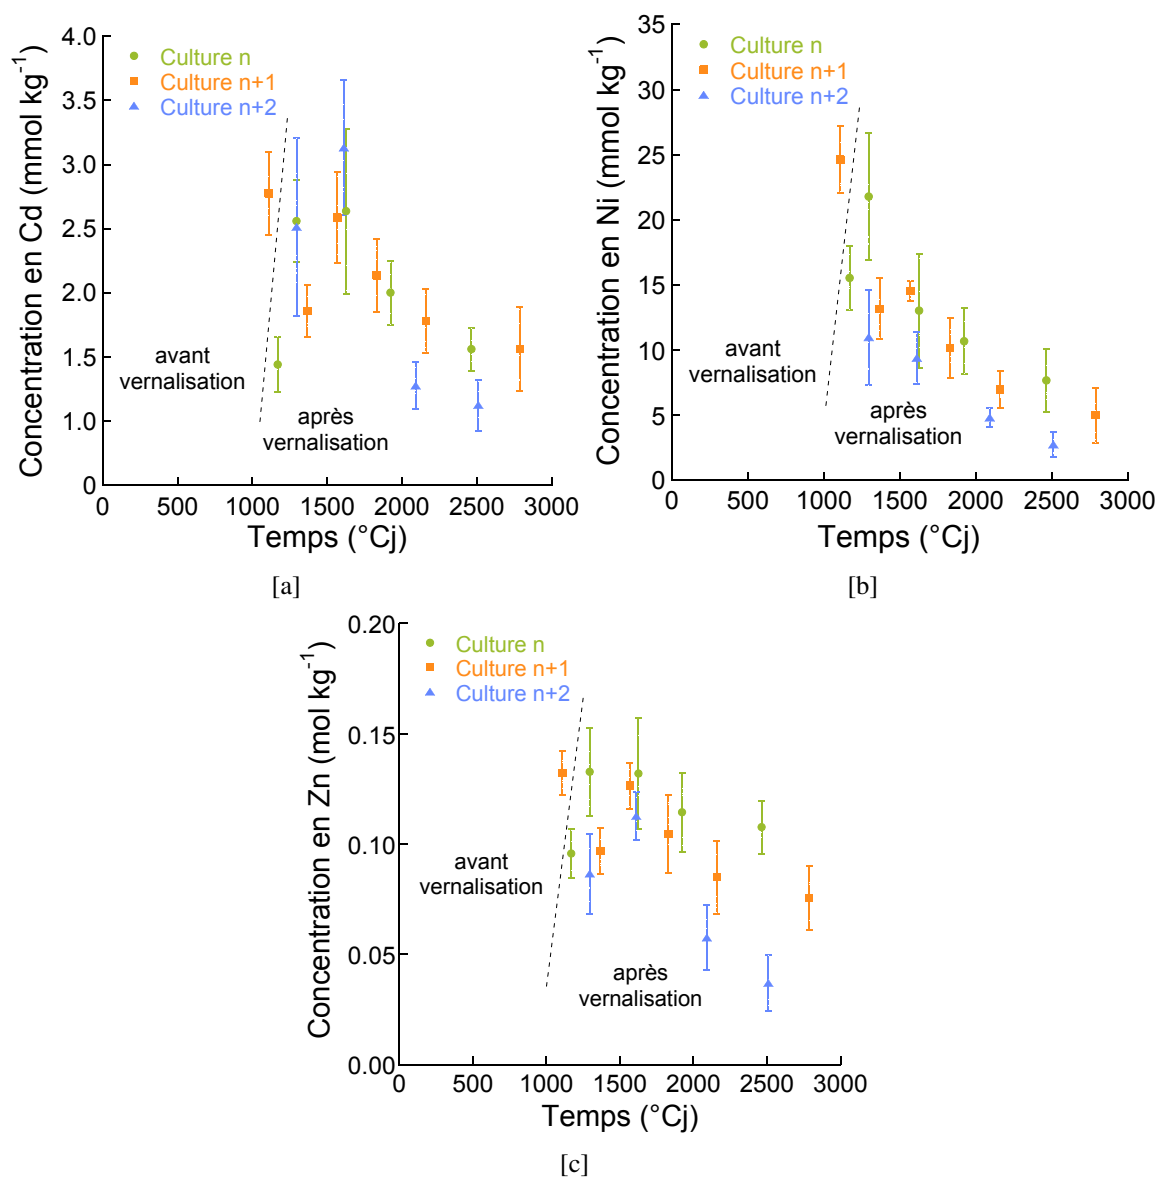 Concentration en Cd (mmol kg-1)
4.0
3.5
3.0
2.5
2.0
1.5
1.0
0
Culture n
Culture n+1
Culture n+2
avant
vernalisation
après
vernalisation
0 500 1000 1500 2000 2500 3000
Temps (°Cj)
[a]
Concentration en Ni (mmol kg-1)
35
30
25
20
15
10
5
0
Culture n
Culture n+1
Culture n+2
avant
vernalisation
après
vernalisation
0 500 1000 1500 2000 2500 3000
Temps (°Cj)
[b]
Concentration en Zn (mol kg-1)
0.20
0.15
0.10
0.05
0.00
Culture n
Culture n+1
Culture n+2
avant
vernalisation
après
vernalisation
0 500 1000 1500 2000 2500 3000
Temps (°Cj)
[c]